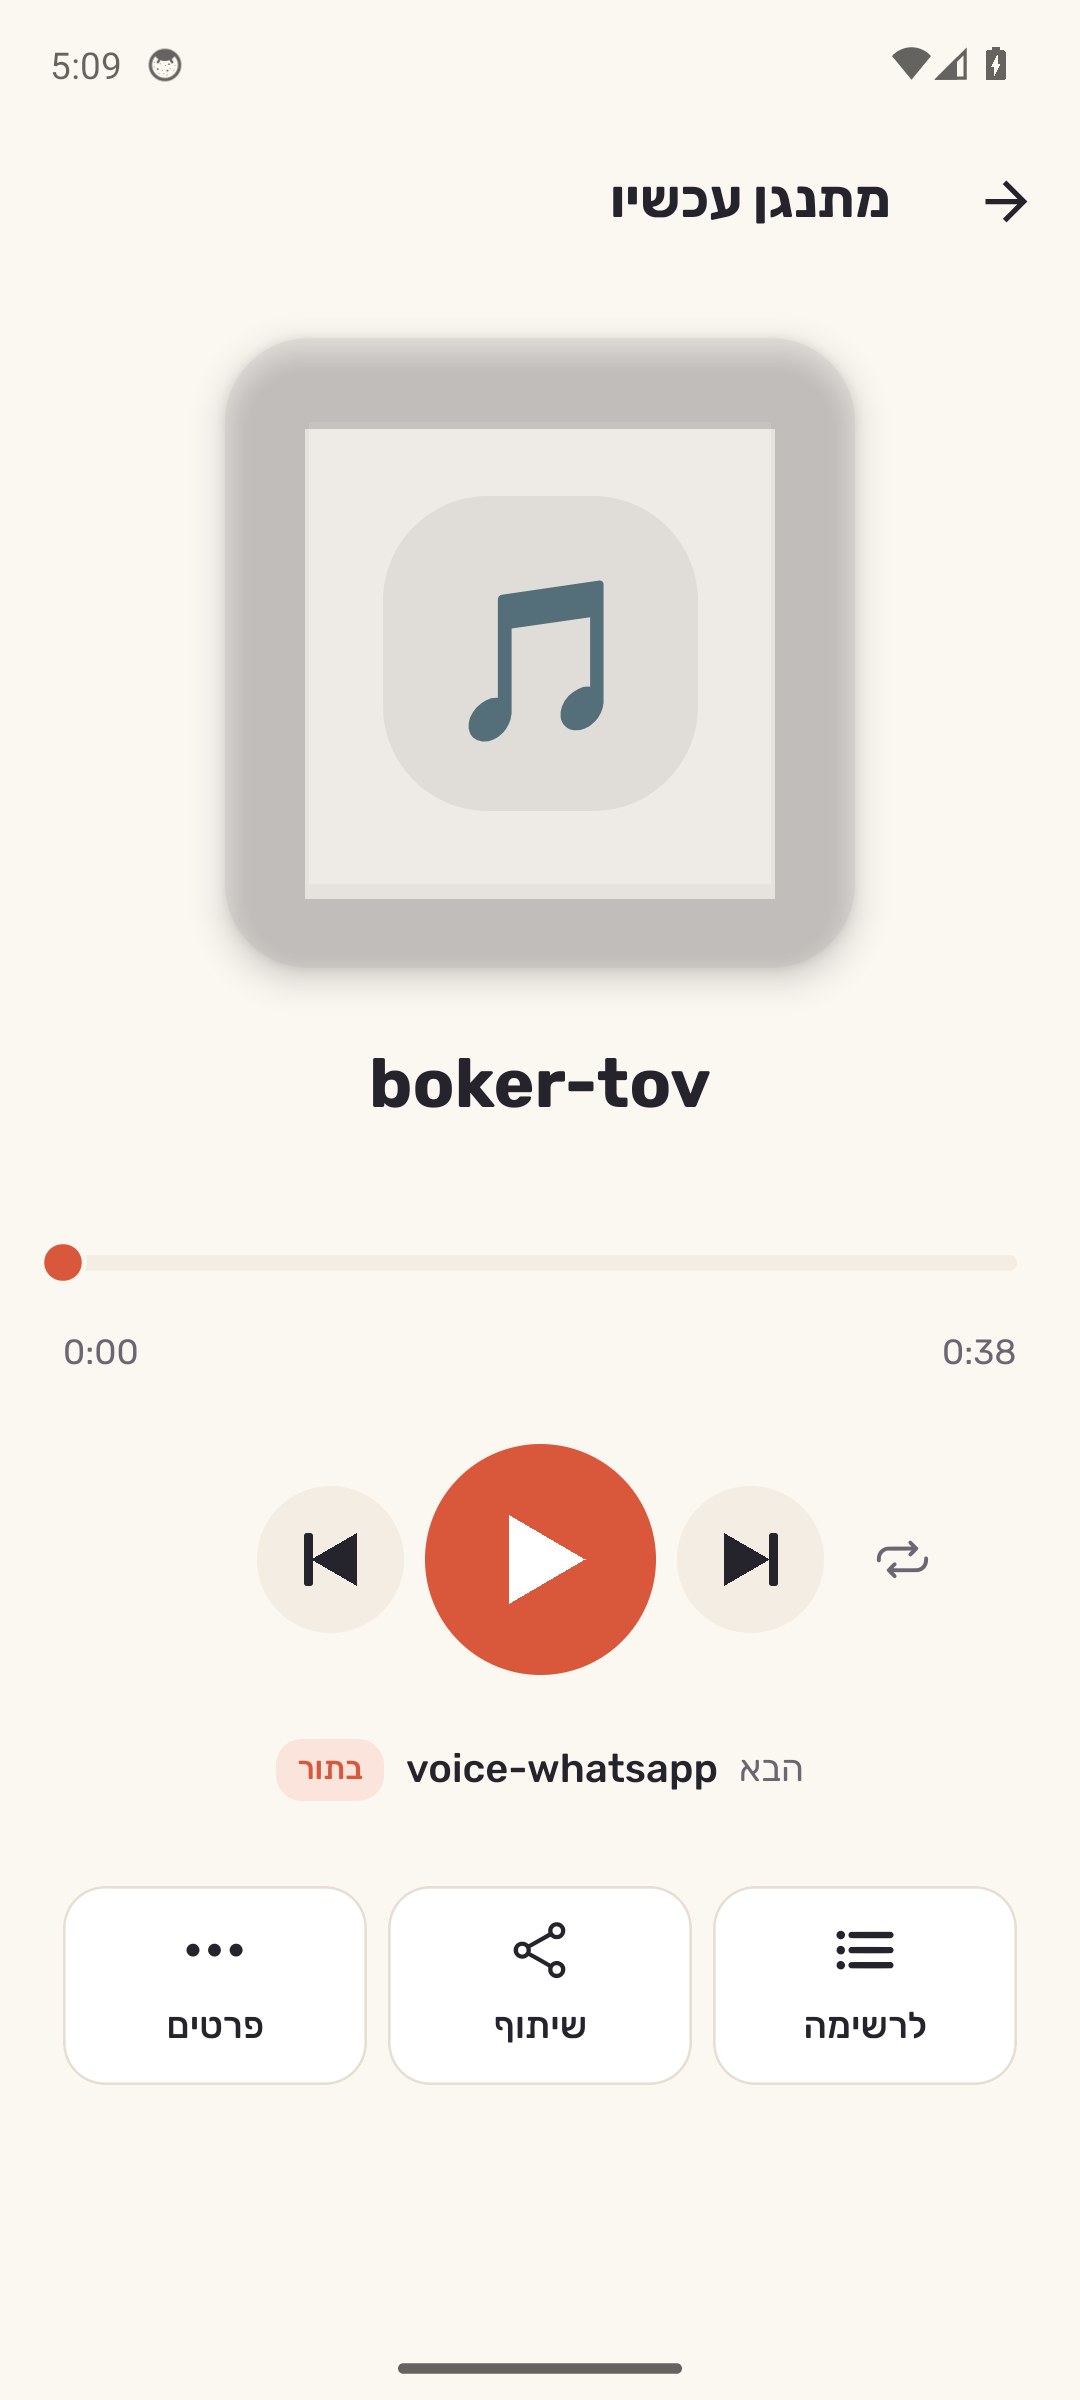 5:09
מתנגן עכשיו
boker-tov
0:00
0:38
הבא voice-whatsapp בתור
לרשימה
שיתוף
פרטים